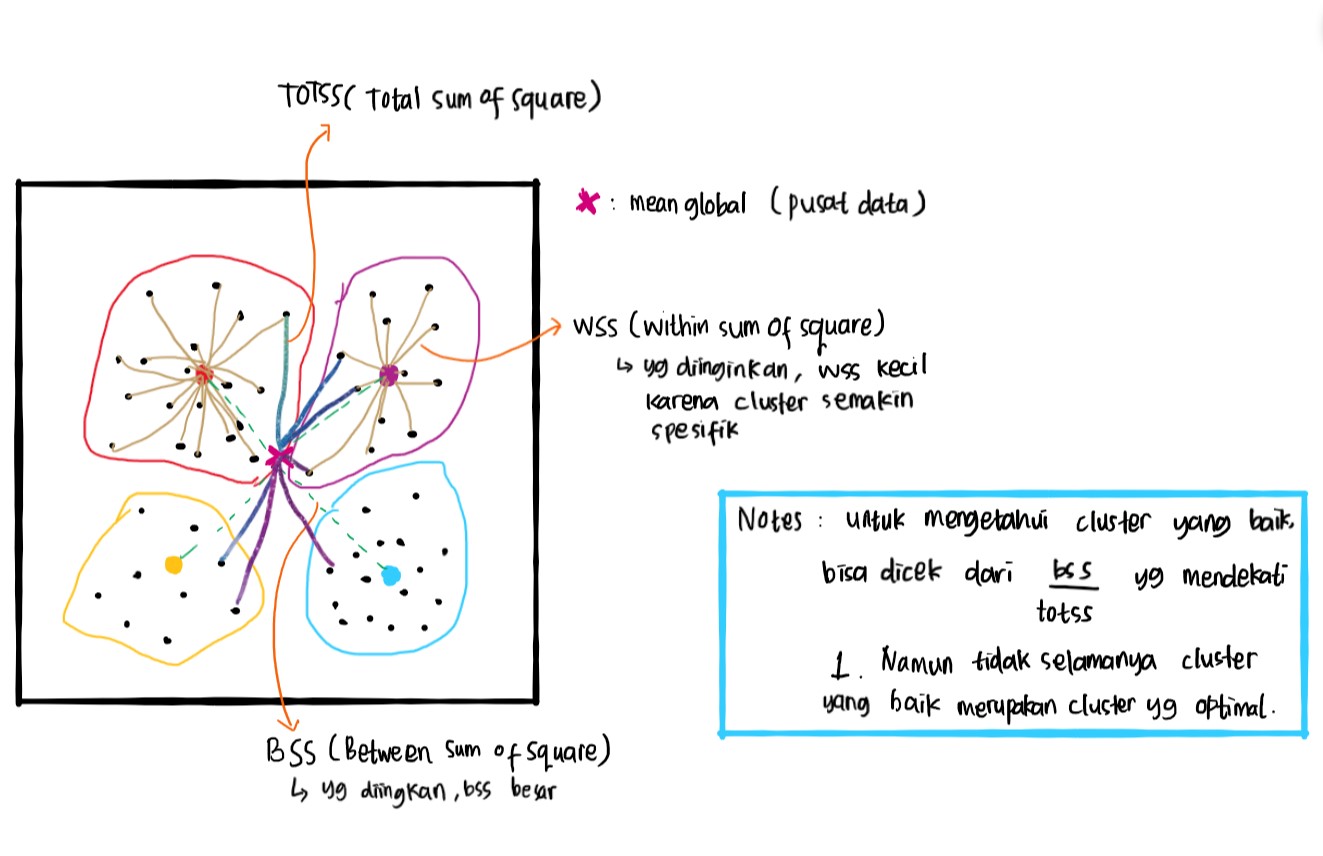 TOTSS( Total sum of square)
x : mean global (pusat data)
WSS (within sum of square)
↳ yg diinginkan, wss kecil
karena cluster semakin
spesifik
Notes : untuk mengetahui cluster yang baik,
bisa dicek dari bss yg mendekati
totss
1. Namun tidak selamanya cluster
yang baik merupakan cluster yg optimal.
BSS (Between sum of square)
↳ yg diingkan, bss besar